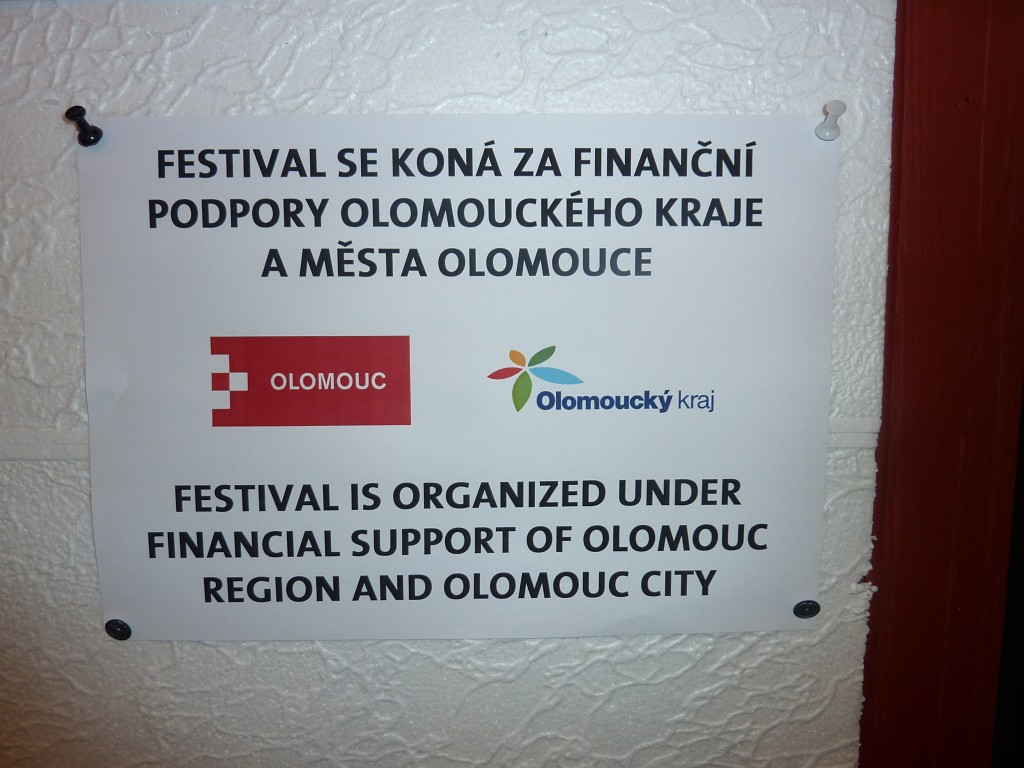 FESTIVAL SE KONÁ ZA FINANČNÍ
PODPORY OLOMOUCKÉHO KRAJE
A MĚSTA OLOMOUCE
OLOMOUC
Olomoucký kraj
FESTIVAL IS ORGANIZED UNDER
FINANCIAL SUPPORT OF OLOMOUC
REGION AND OLOMOUC CITY